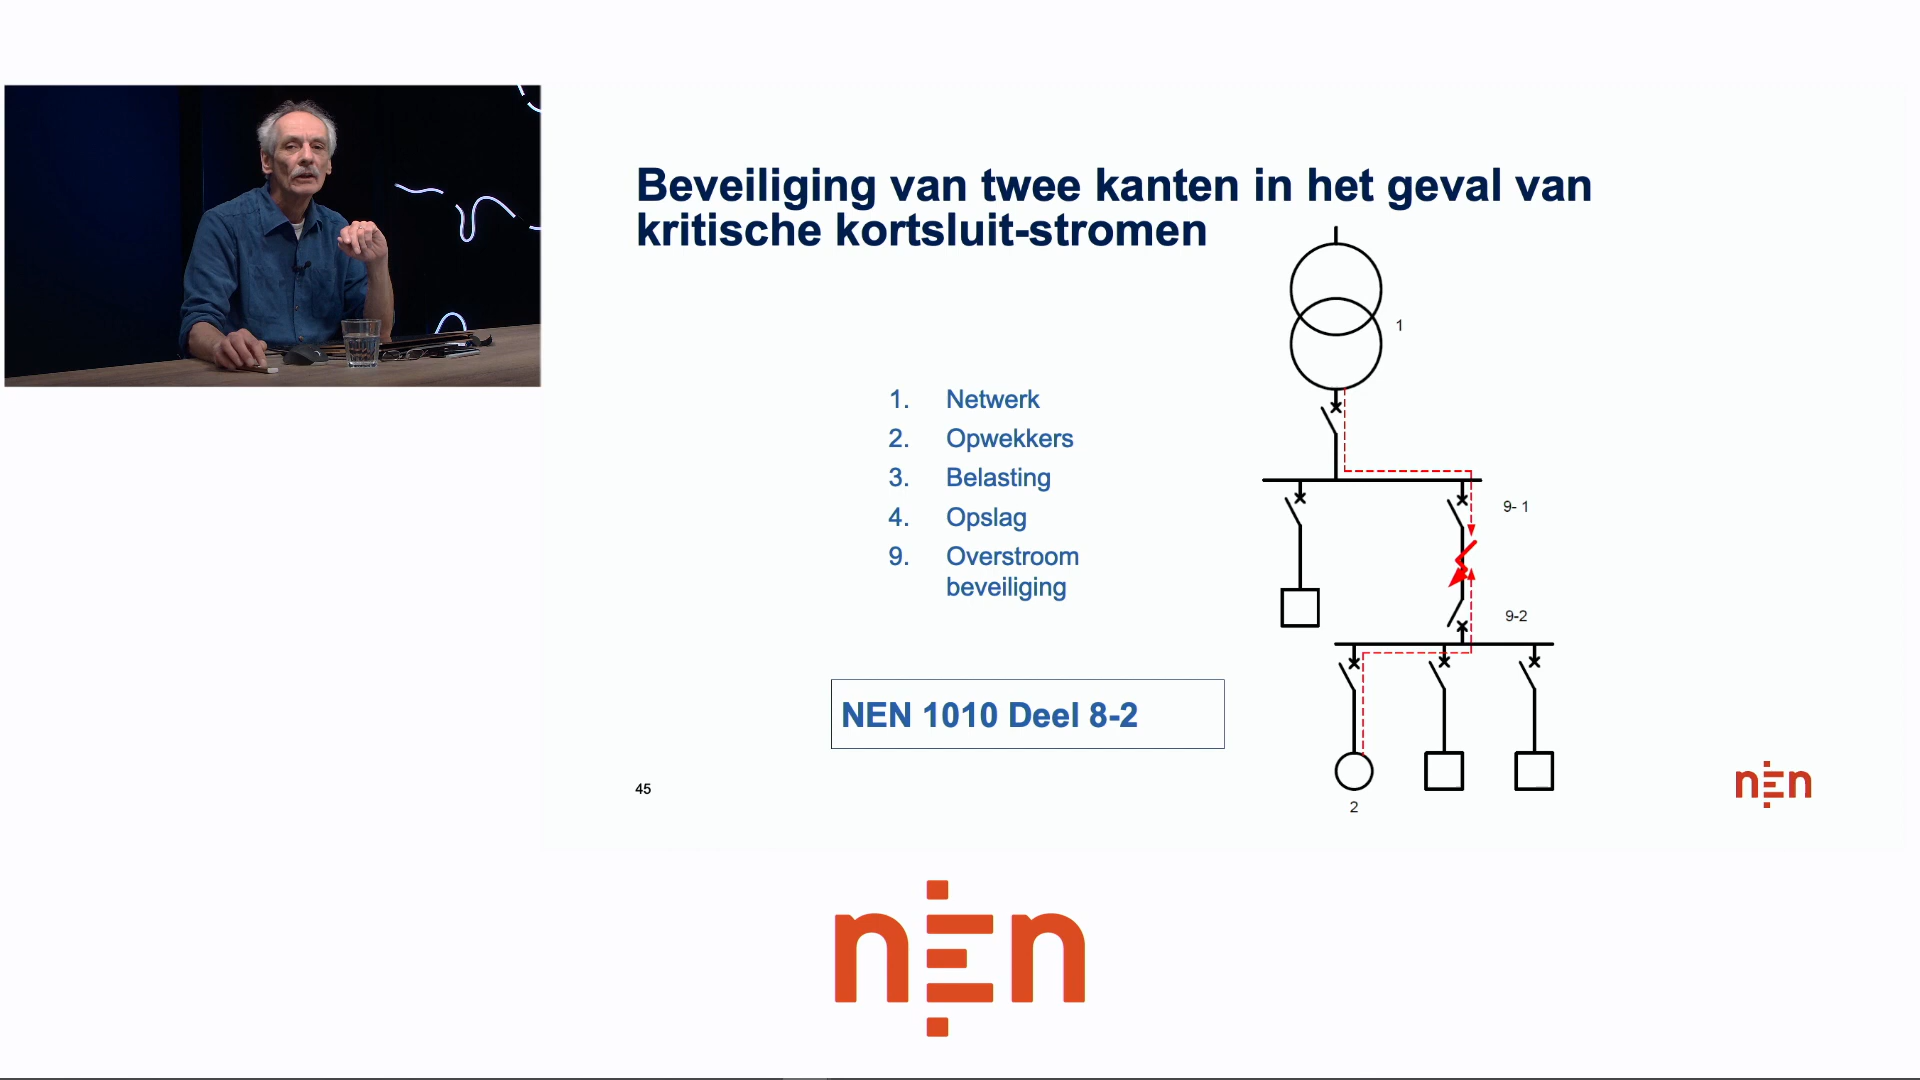 Beveiliging van twee kanten in het geval van
kritische kortsluit-stromen
1
1. Netwerk
2. Opwekkers
3. Belasting
4. Opslag
9. Overstroom
beveiliging
9- 1
9-2
NEN 1010 Deel 8-2
45
2
nEn
nEn